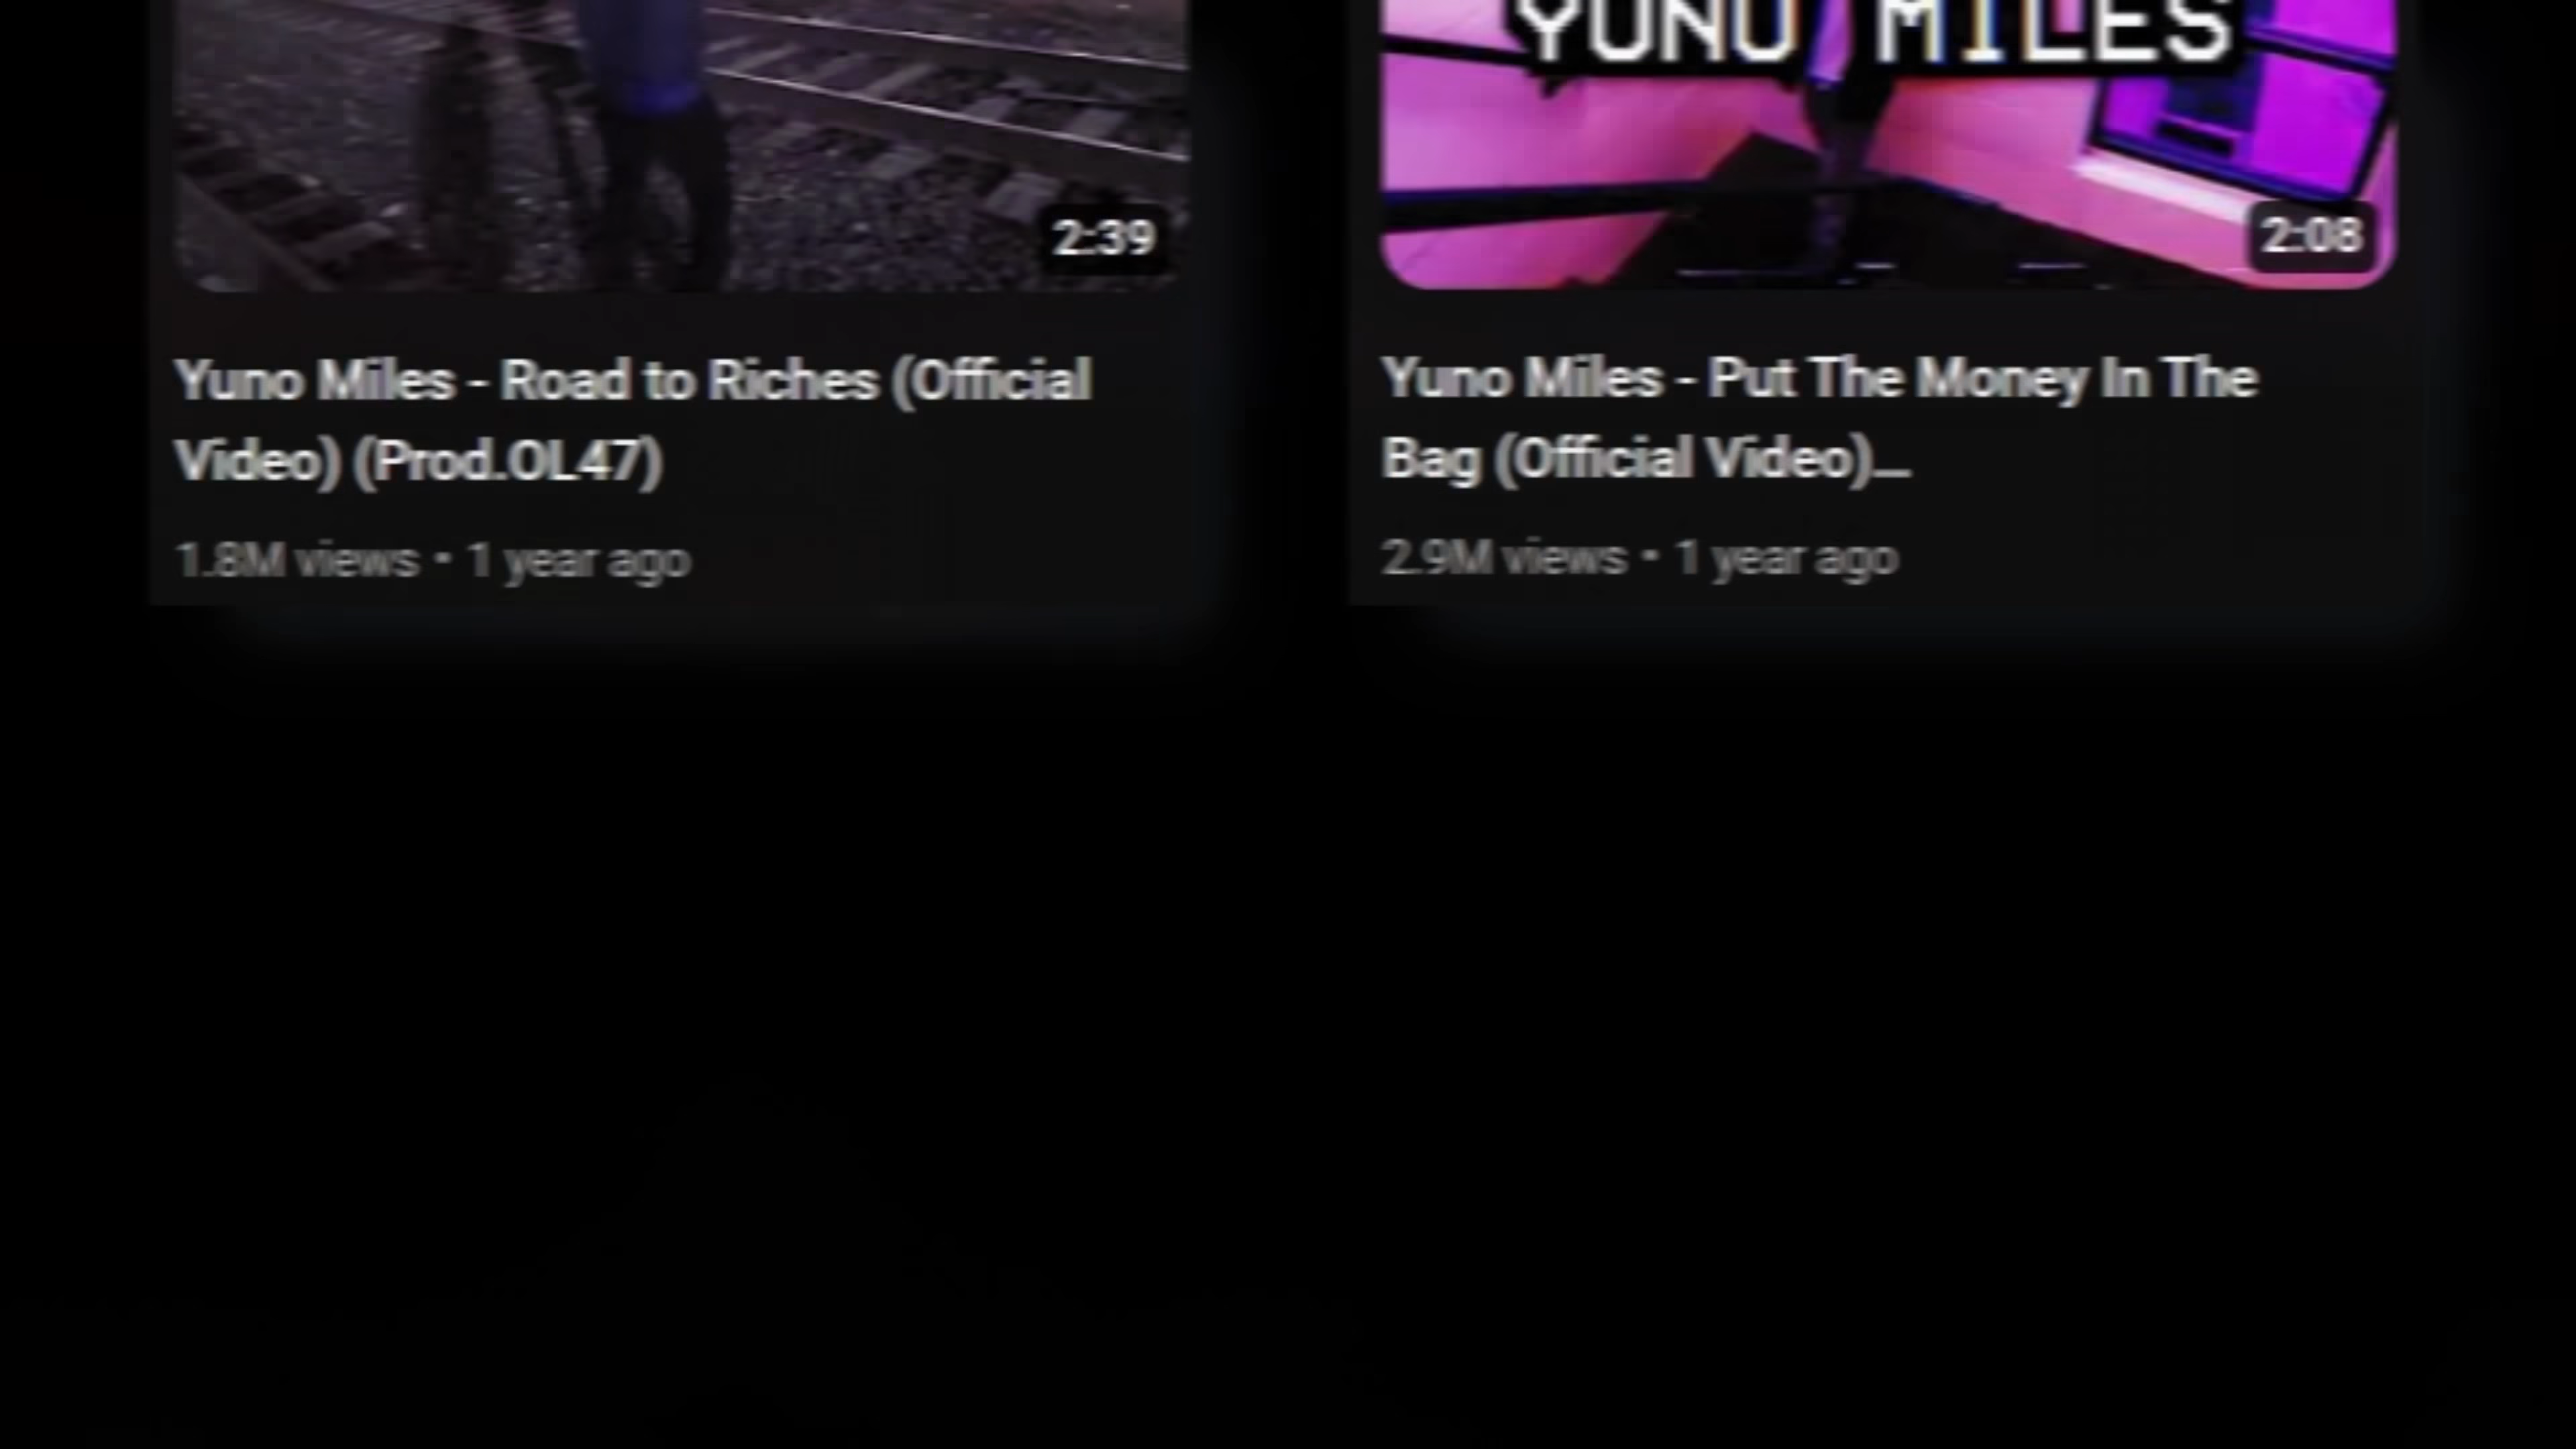 2:39
Yuno Miles - Road to Riches (Official
Video) (Prod.OL47)
1.8M views • 1 year ago
YUNO MILES
2:08
Yuno Miles - Put The Money In The
Bag (Official Video)...
2.9M views • 1 year ago